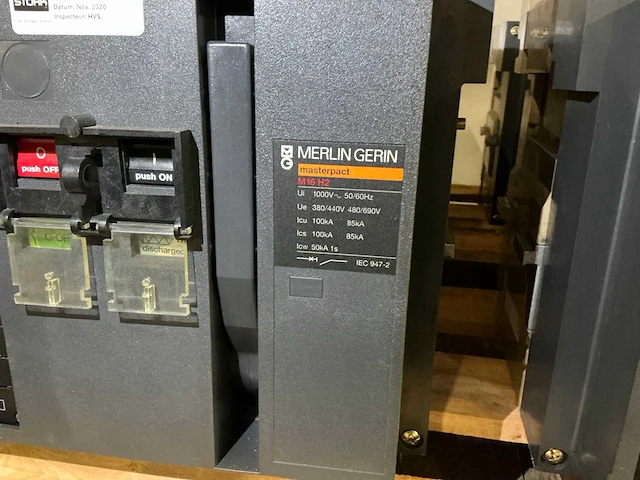 STORK
Datum: Nov. 2020
Inspecteur: HVS.
O
push OFF
I
push ON
discharged
MERLIN GERIN
masterpact
M16 H2
Ui 1000V~ 50/60Hz
Ue 380/440V 480/690V
Icu 100kA 85kA
Ics 100kA 85kA
Icw 50kA 1s
IEC 947-2